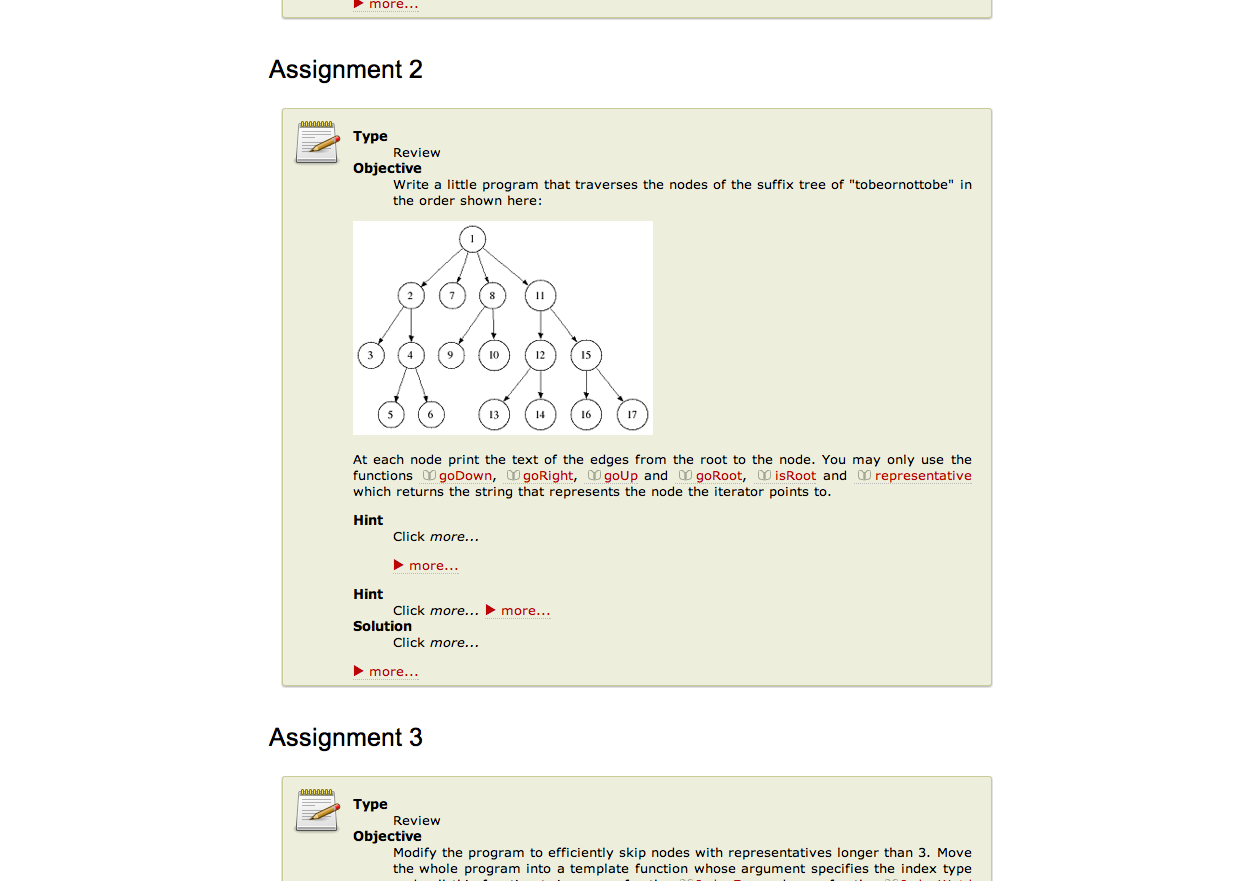 ▶ more...
Assignment 2
Type
Review
Objective
Write a little program that traverses the nodes of the suffix tree of "tobeornottobe" in
the order shown here:
1
2 7 8 11
3 4 9 10 12 15
5 6 13 14 16 17
At each node print the text of the edges from the root to the node. You may only use the
functions goDown, goRight, goUp and goRoot, isRoot and representative
which returns the string that represents the node the iterator points to.
Hint
Click more...
▶ more...
Hint
Click more... ▶ more...
Solution
Click more...
▶ more...
Assignment 3
Type
Review
Objective
Modify the program to efficiently skip nodes with representatives longer than 3. Move
the whole program into a template function whose argument specifies the index type